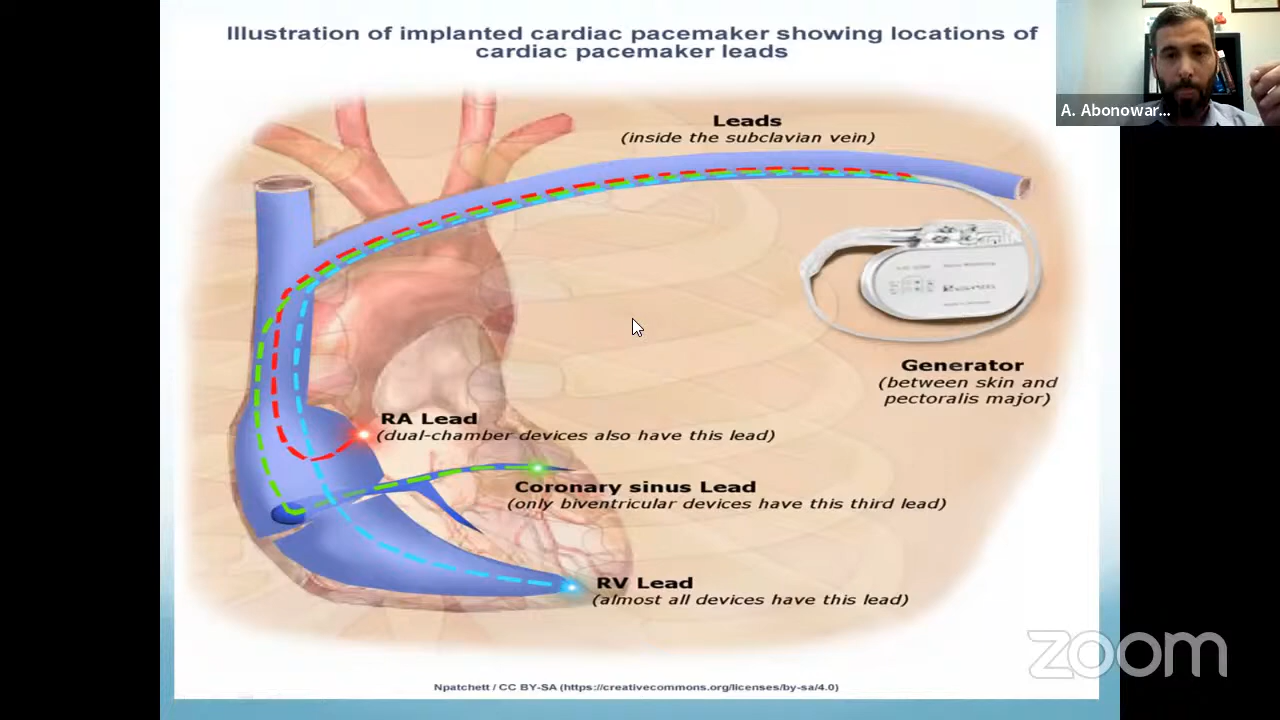 Illustration of implanted cardiac pacemaker showing locations of
cardiac pacemaker leads
A. Abonowar...
Leads
(inside the subclavian vein)
Generator
(between skin and
pectoralis major)
RA Lead
(dual-chamber devices also have this lead)
Coronary sinus Lead
(only biventricular devices have this third lead)
RV Lead
(almost all devices have this lead)
zoom
Npatchett / CC BY-SA (https://creativecommons.org/licenses/by-sa/4.0)